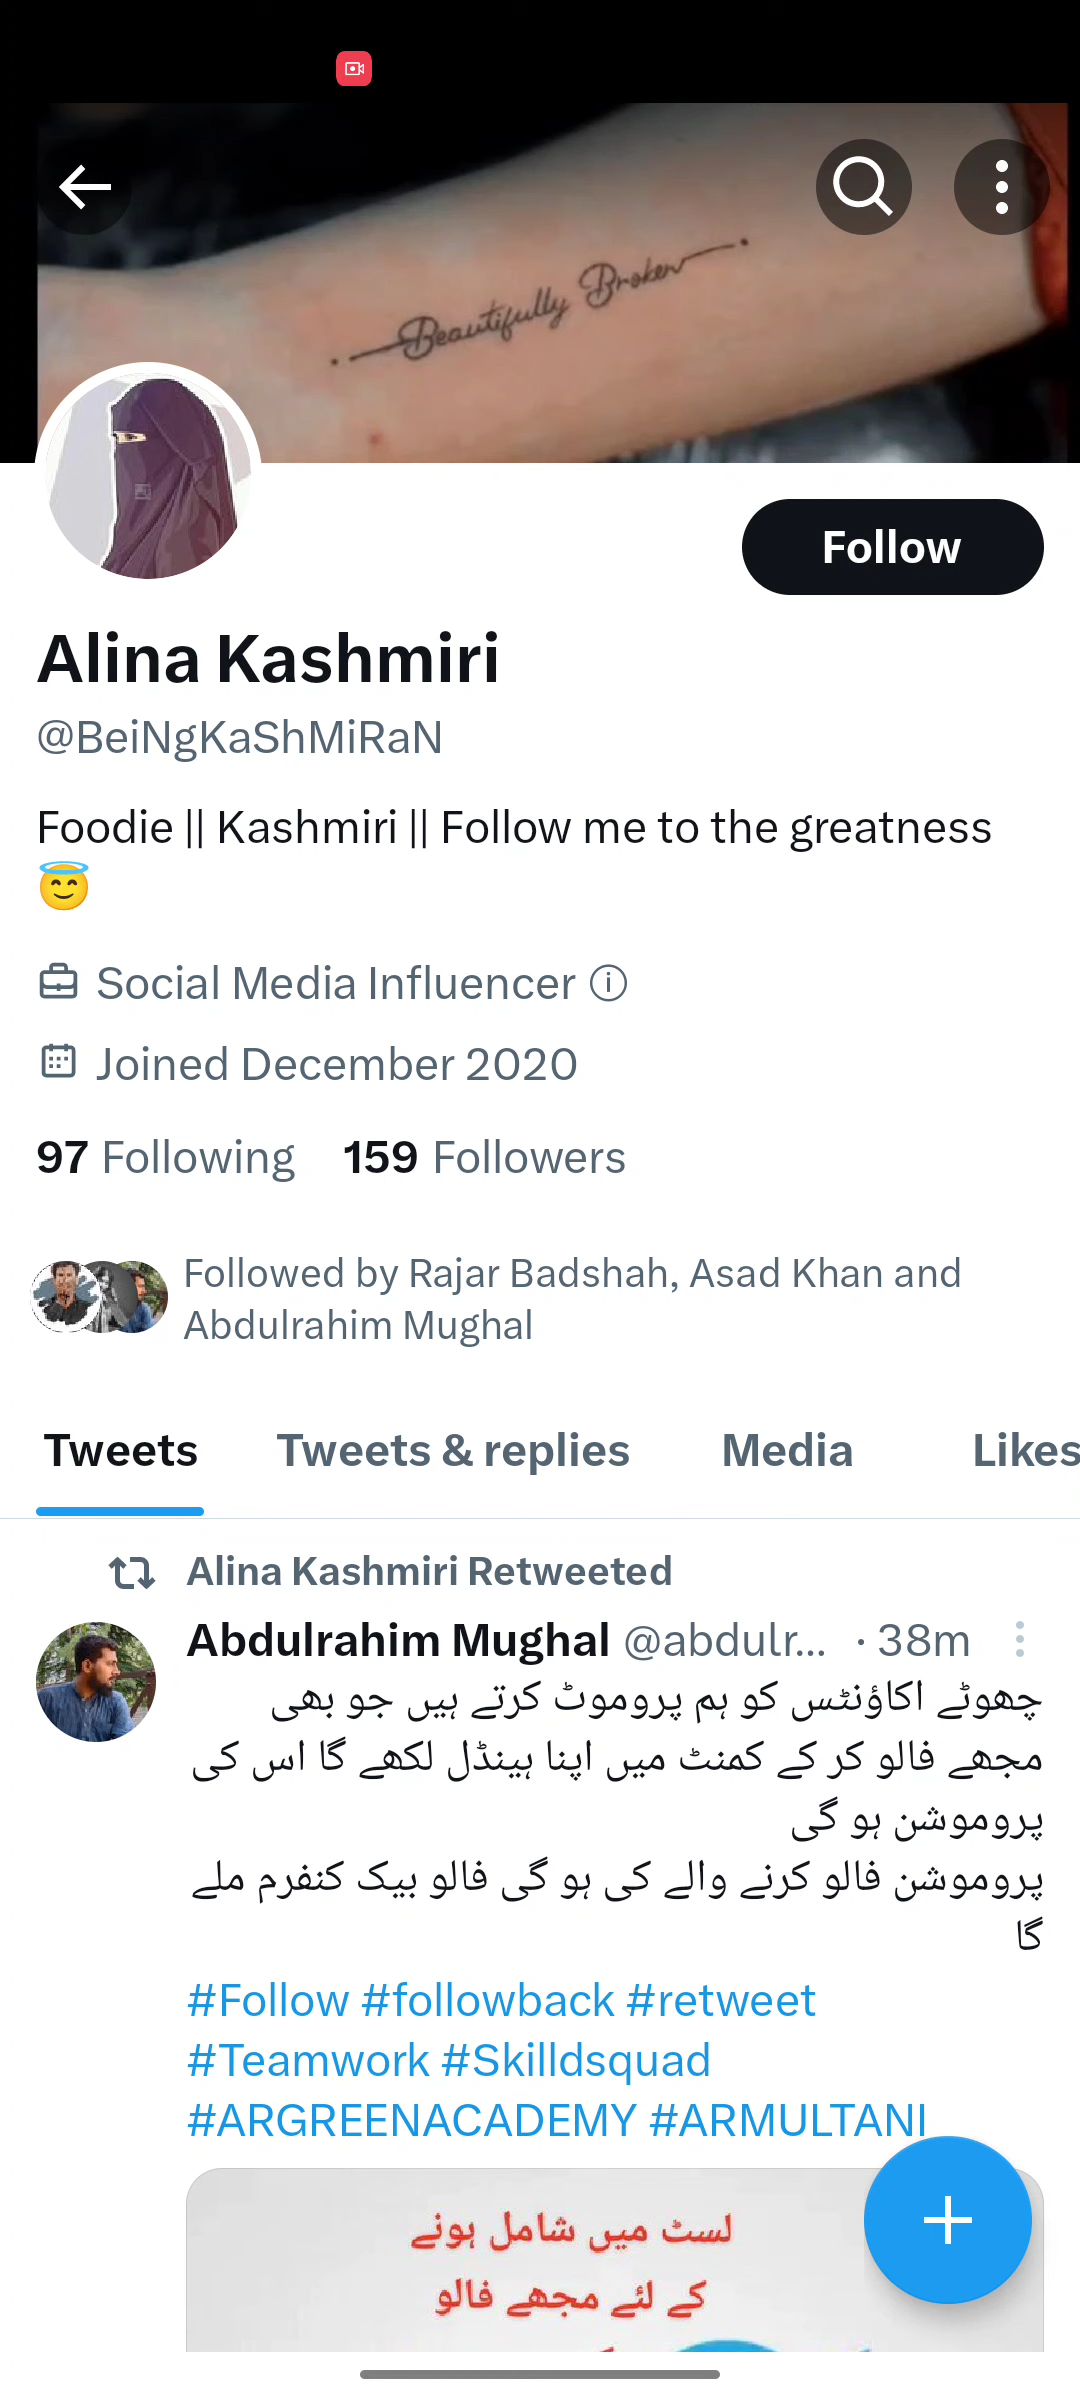 Beautifully Broken
Follow
Alina Kashmiri
@BeiNgKaShMiRaN
Foodie || Kashmiri || Follow me to the greatness
😇
Social Media Influencer
Joined December 2020
97 Following 159 Followers
Followed by Rajar Badshah, Asad Khan and
Abdulrahim Mughal
Tweets Tweets & replies Media Likes
Alina Kashmiri Retweeted
Abdulrahim Mughal @abdulr... · 38m
چھوٹے اکاؤنٹس کو ہم پروموٹ کرتے ہیں جو بھی
مجھے فالو کر کے کمنٹ میں اپنا ہینڈل لکھے گا اس کی
پروموشن ہو گی
پروموشن فالو کرنے والے کی ہو گی فالو بیک کنفرم ملے
گا
#Follow #followback #retweet
#Teamwork #Skilldsquad
#ARGREENACADEMY #ARMULTANI
لسٹ میں شامل ہونے
کے لئے مجھے فالو